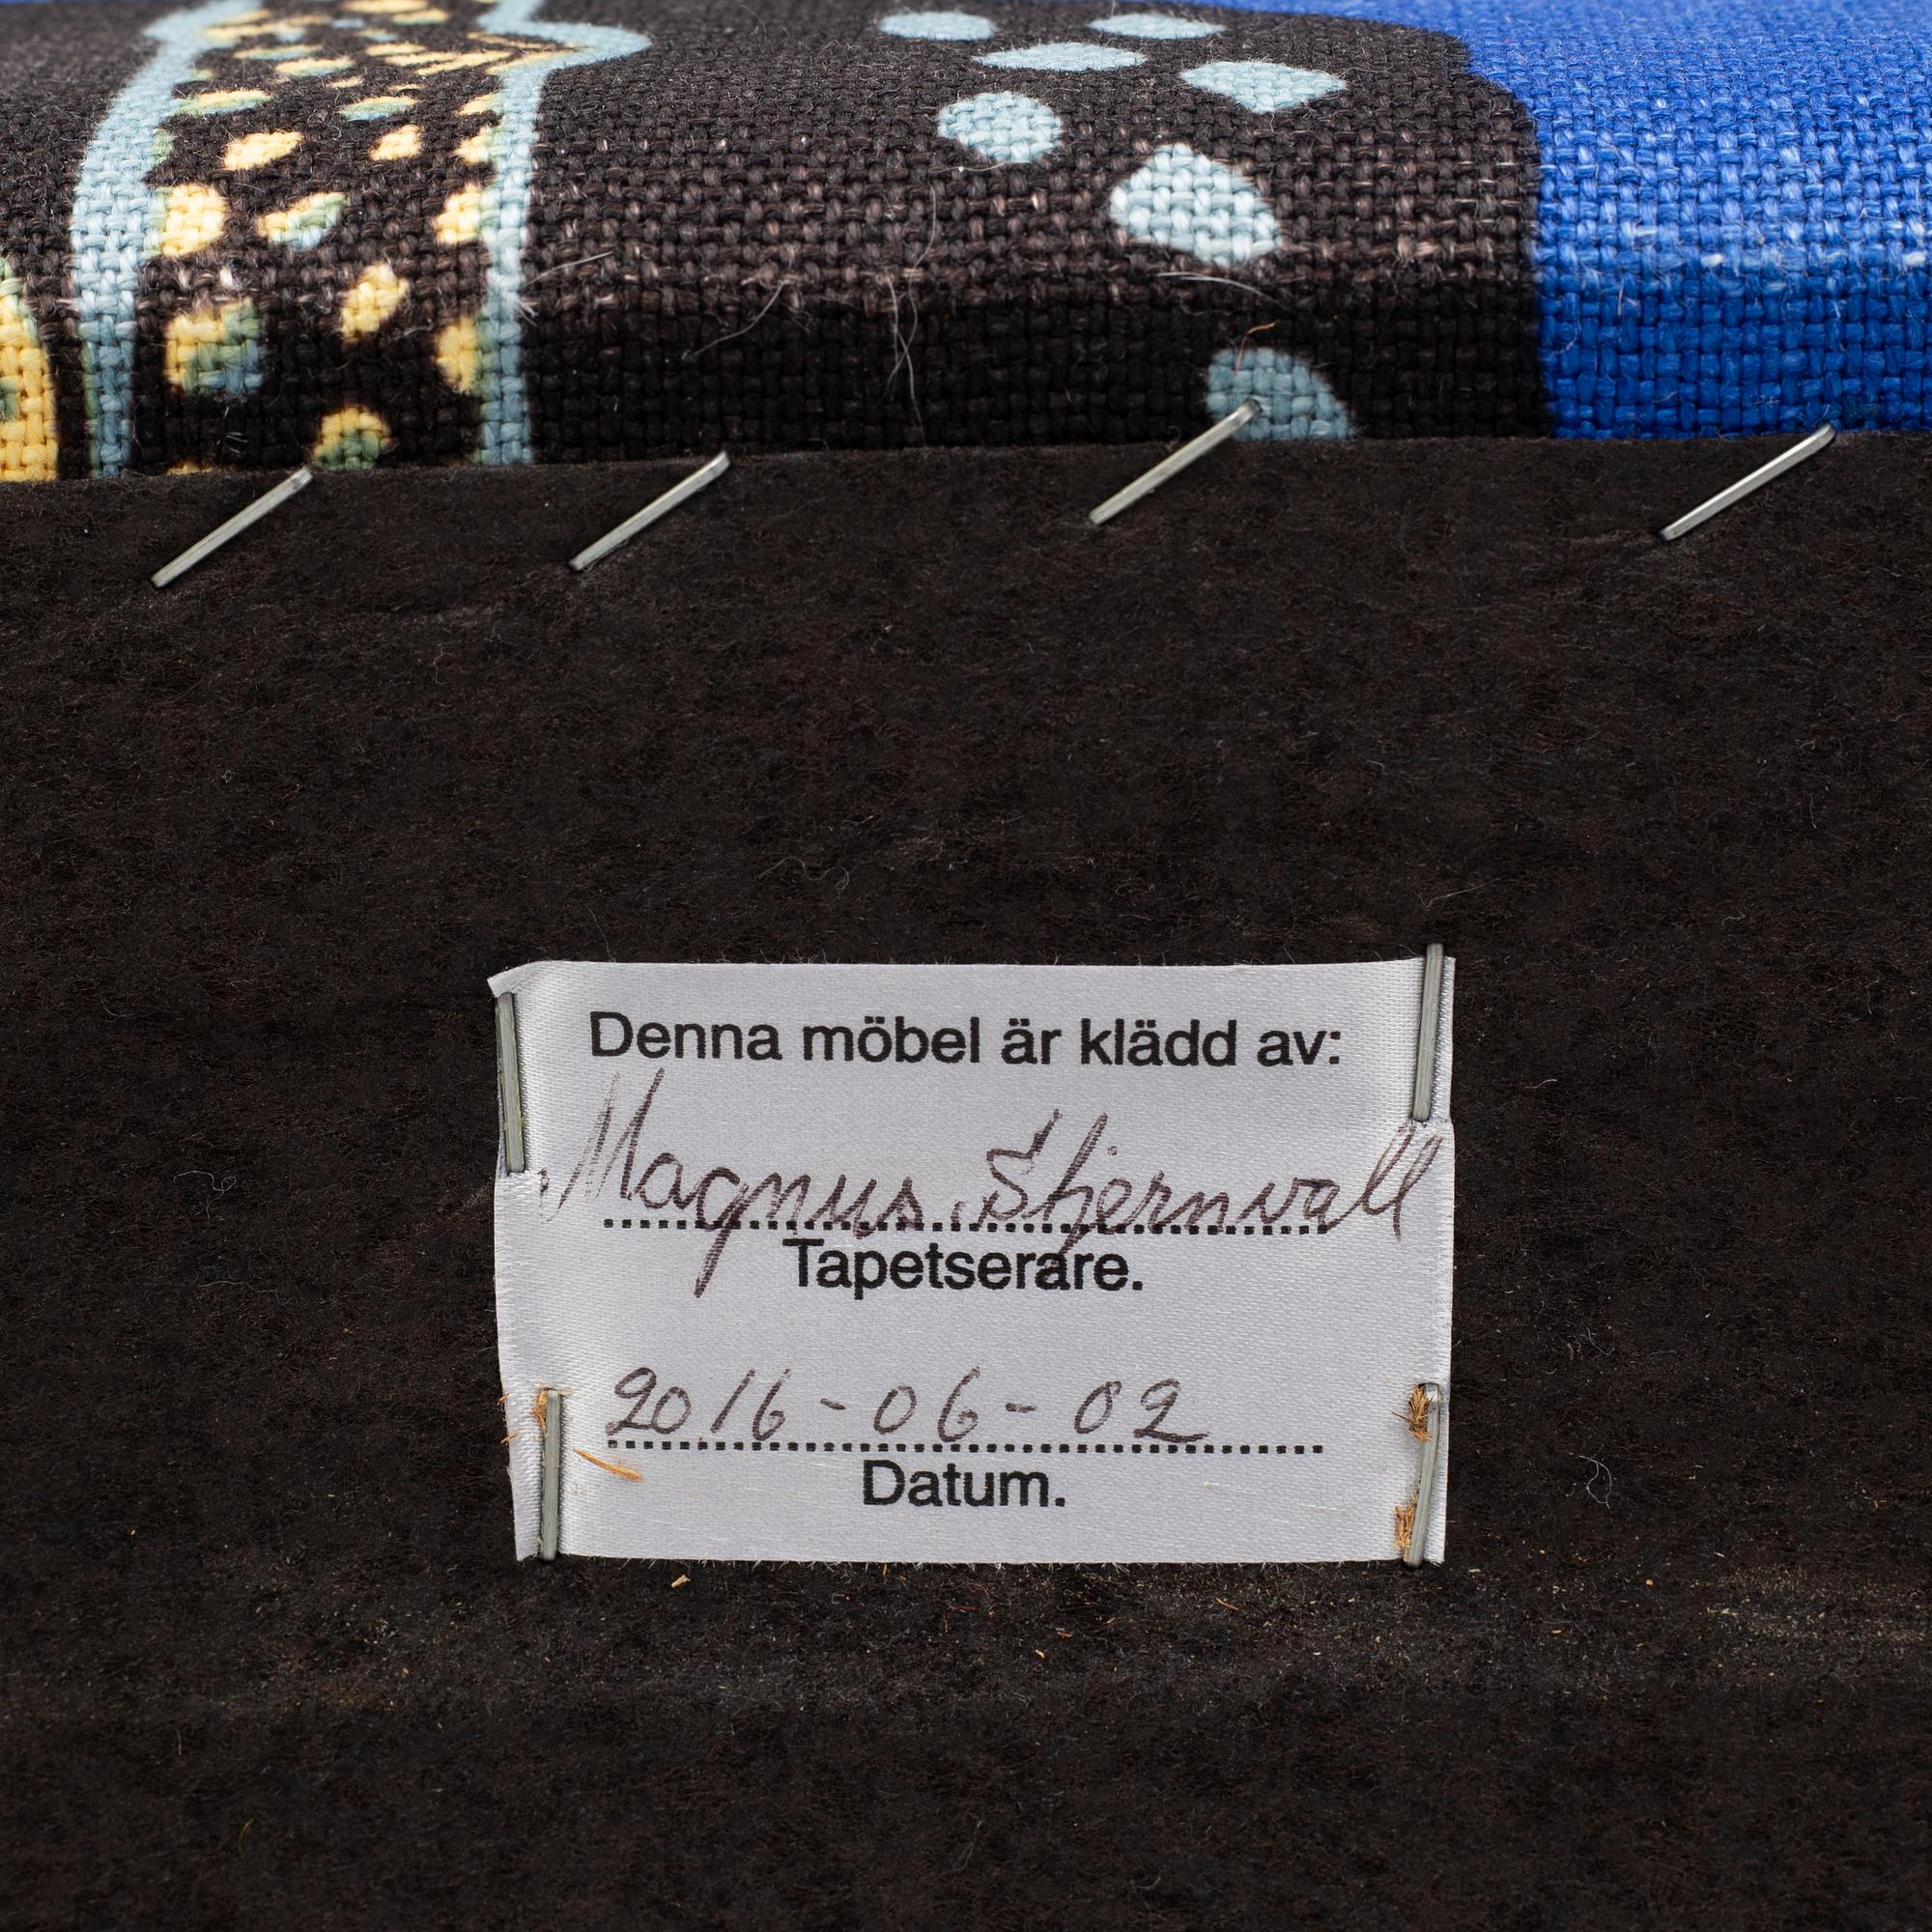 Denna möbel är klädd av:
Magnus Stjernvall
Tapetserare.
2016-06-02
Datum.